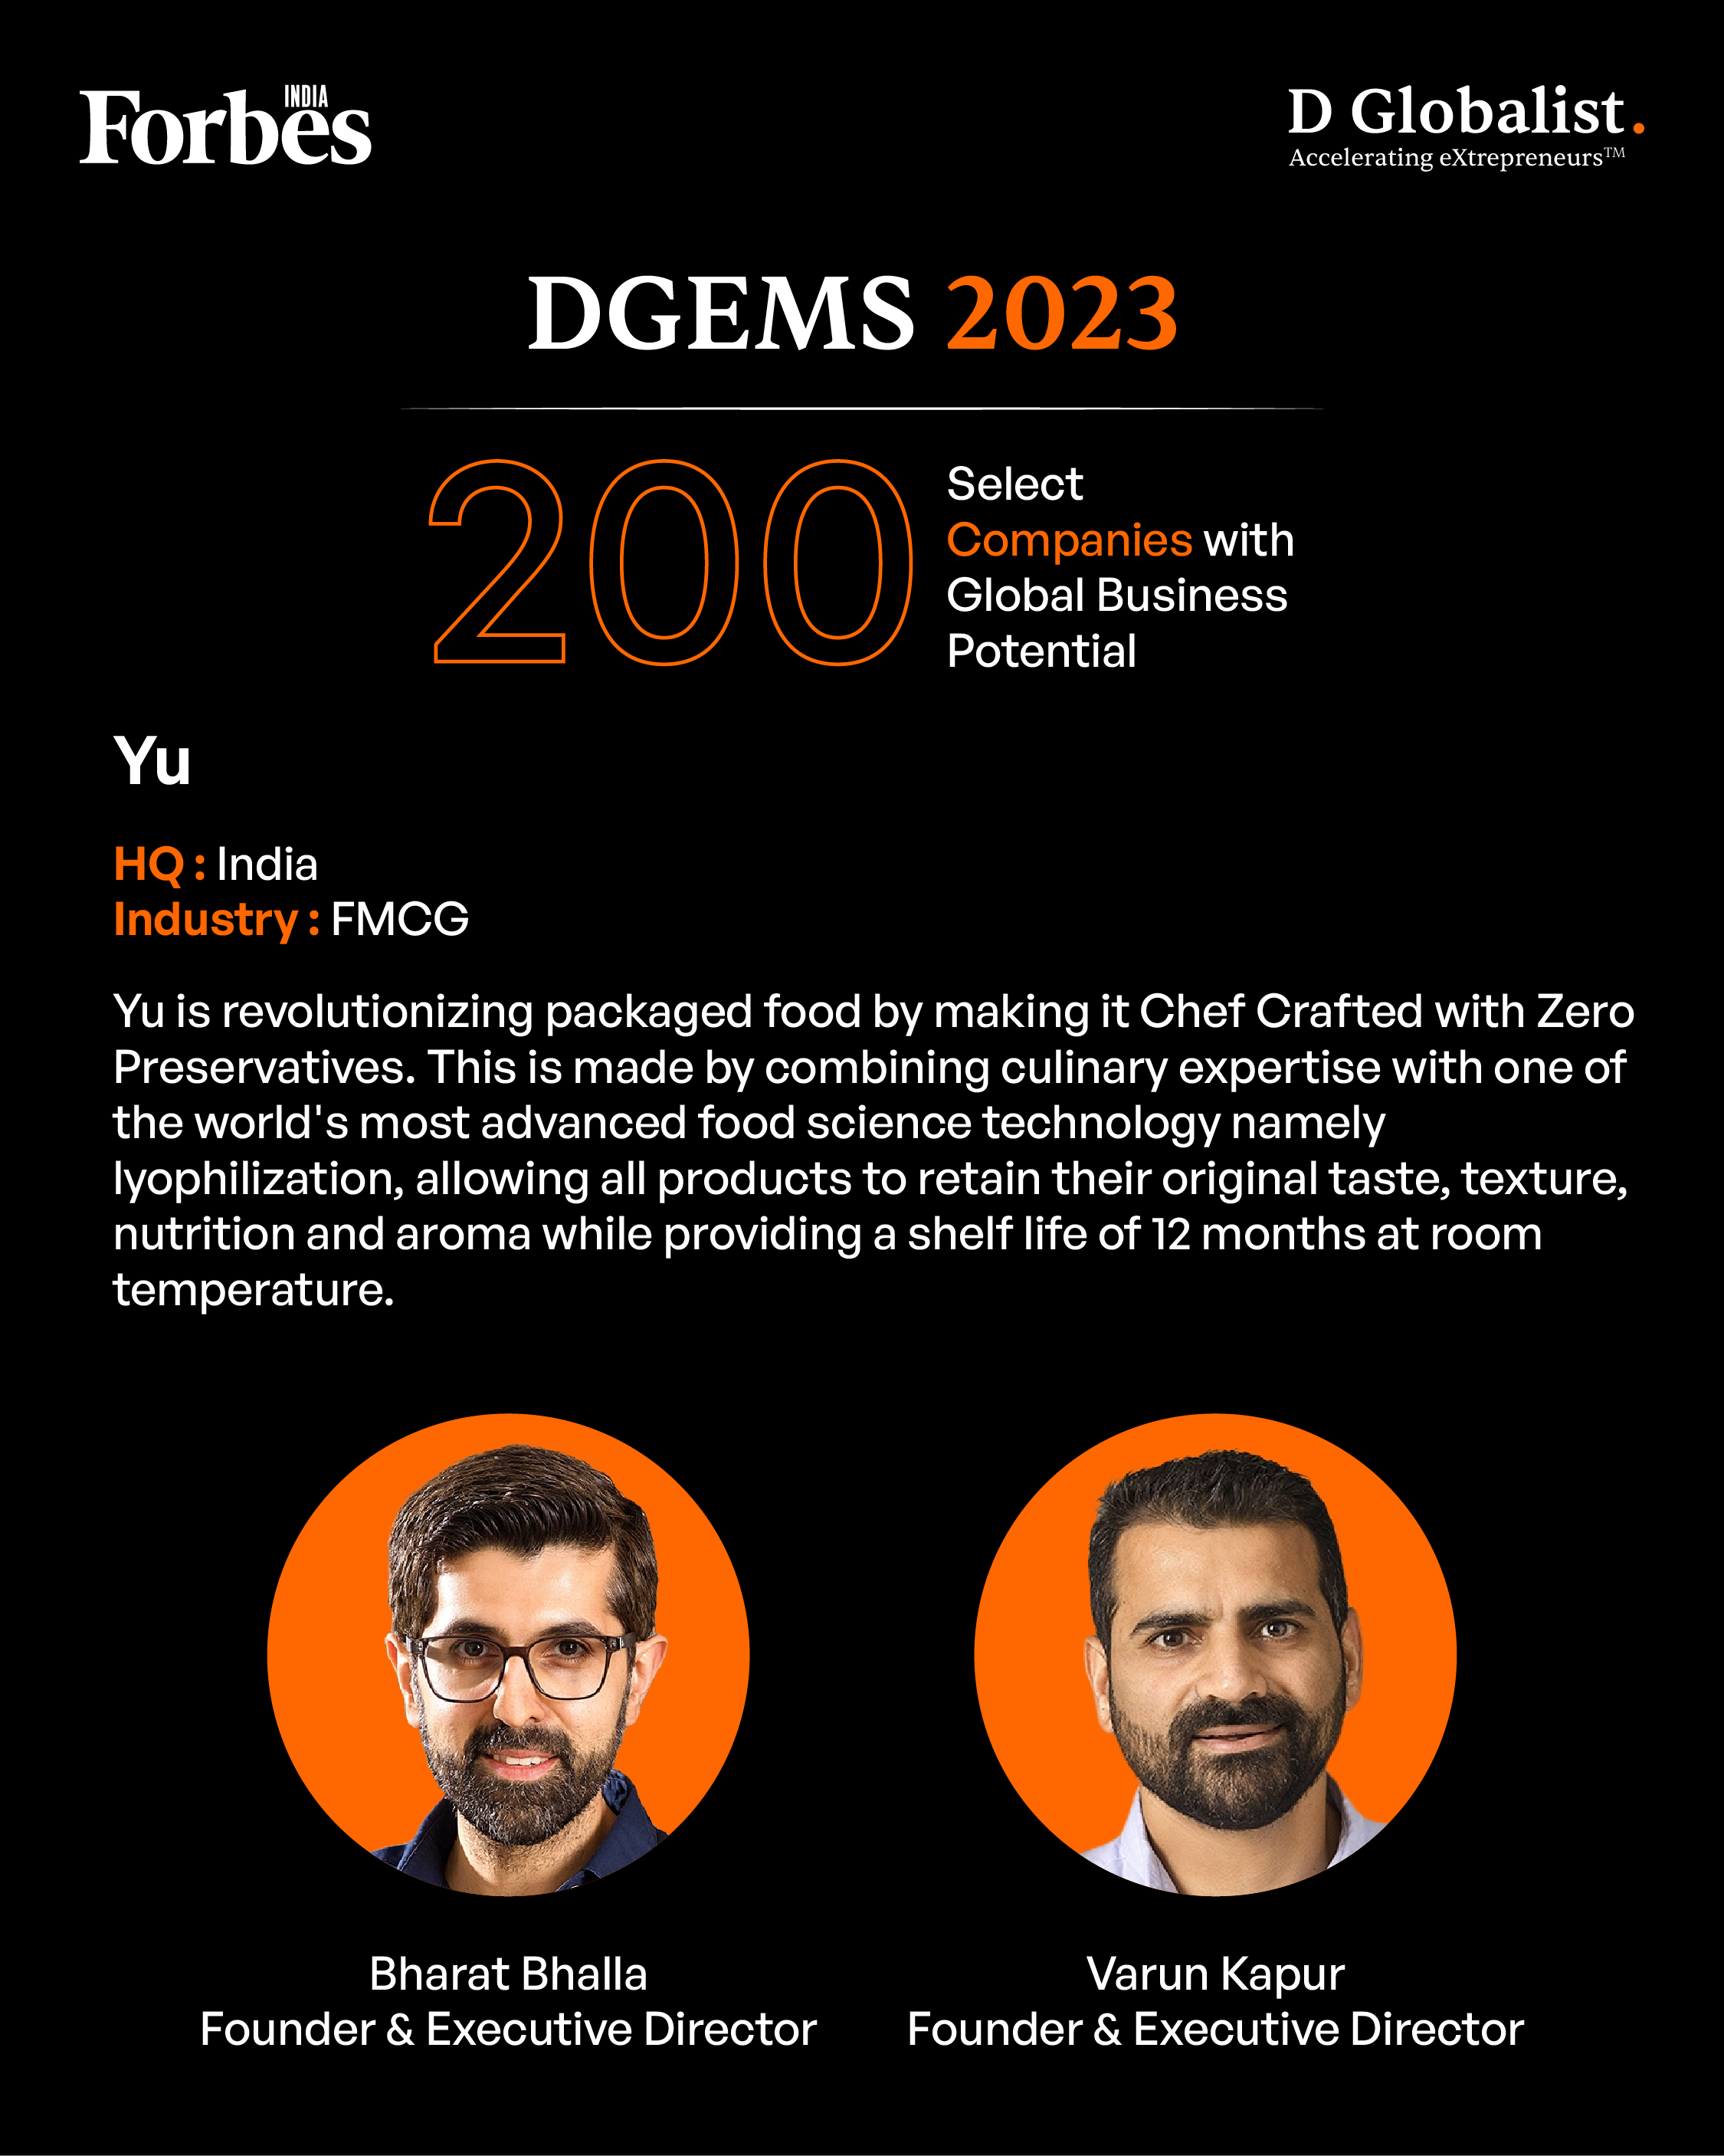 Forbes INDIA
D Globalist.
Accelerating eXtrepreneurs™
DGEMS 2023
200
Select
Companies with
Global Business
Potential
Yu
HQ : India
Industry : FMCG
Yu is revolutionizing packaged food by making it Chef Crafted with Zero
Preservatives. This is made by combining culinary expertise with one of
the world's most advanced food science technology namely
lyophilization, allowing all products to retain their original taste, texture,
nutrition and aroma while providing a shelf life of 12 months at room
temperature.
Bharat Bhalla
Founder & Executive Director
Varun Kapur
Founder & Executive Director